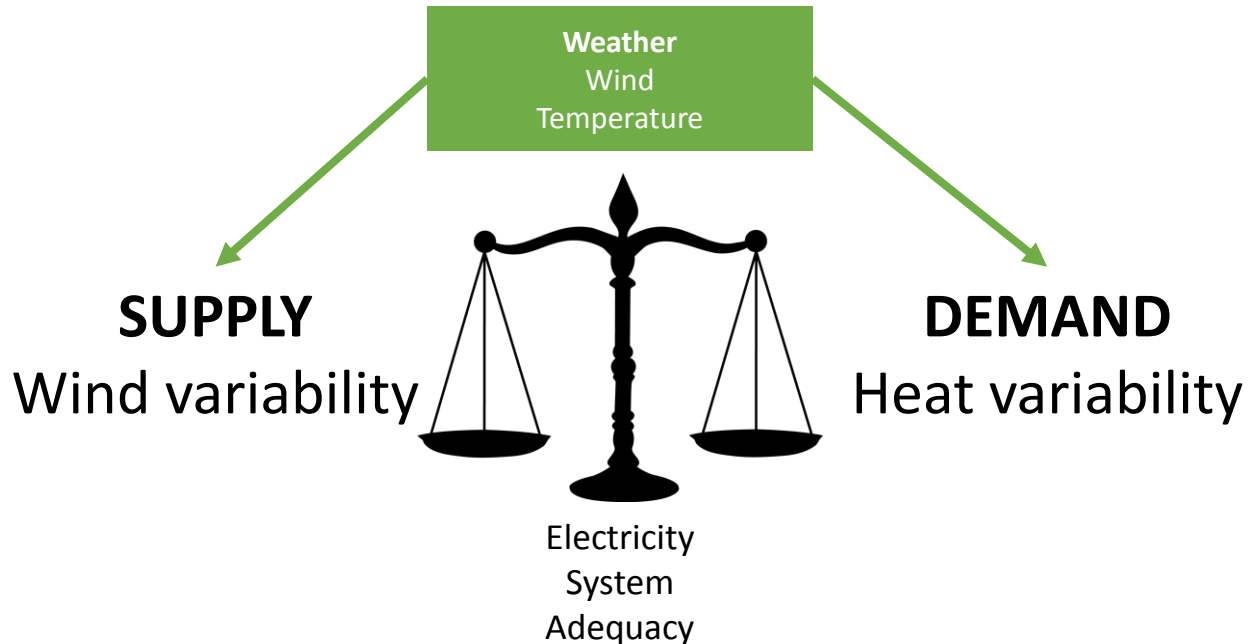 Weather
Wind
Temperature
SUPPLY
Wind variability
DEMAND
Heat variability
Electricity
System
Adequacy